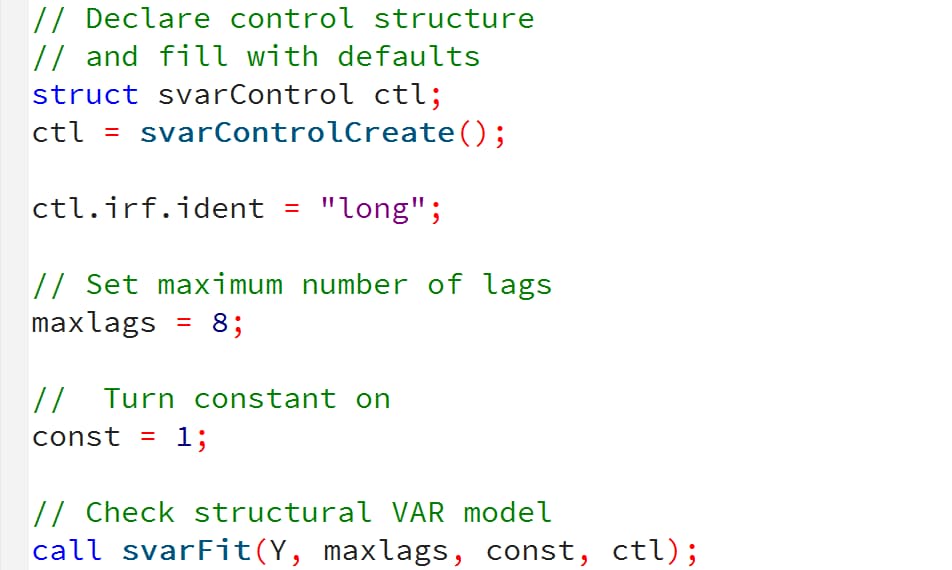 // Declare control structure
// and fill with defaults
struct svarControl ctl;
ctl = svarControlCreate();
ctl.irf.ident = "long";
// Set maximum number of lags
maxlags = 8;
//  Turn constant on
const = 1;
// Check structural VAR model
call svarFit(Y, maxlags, const, ctl);